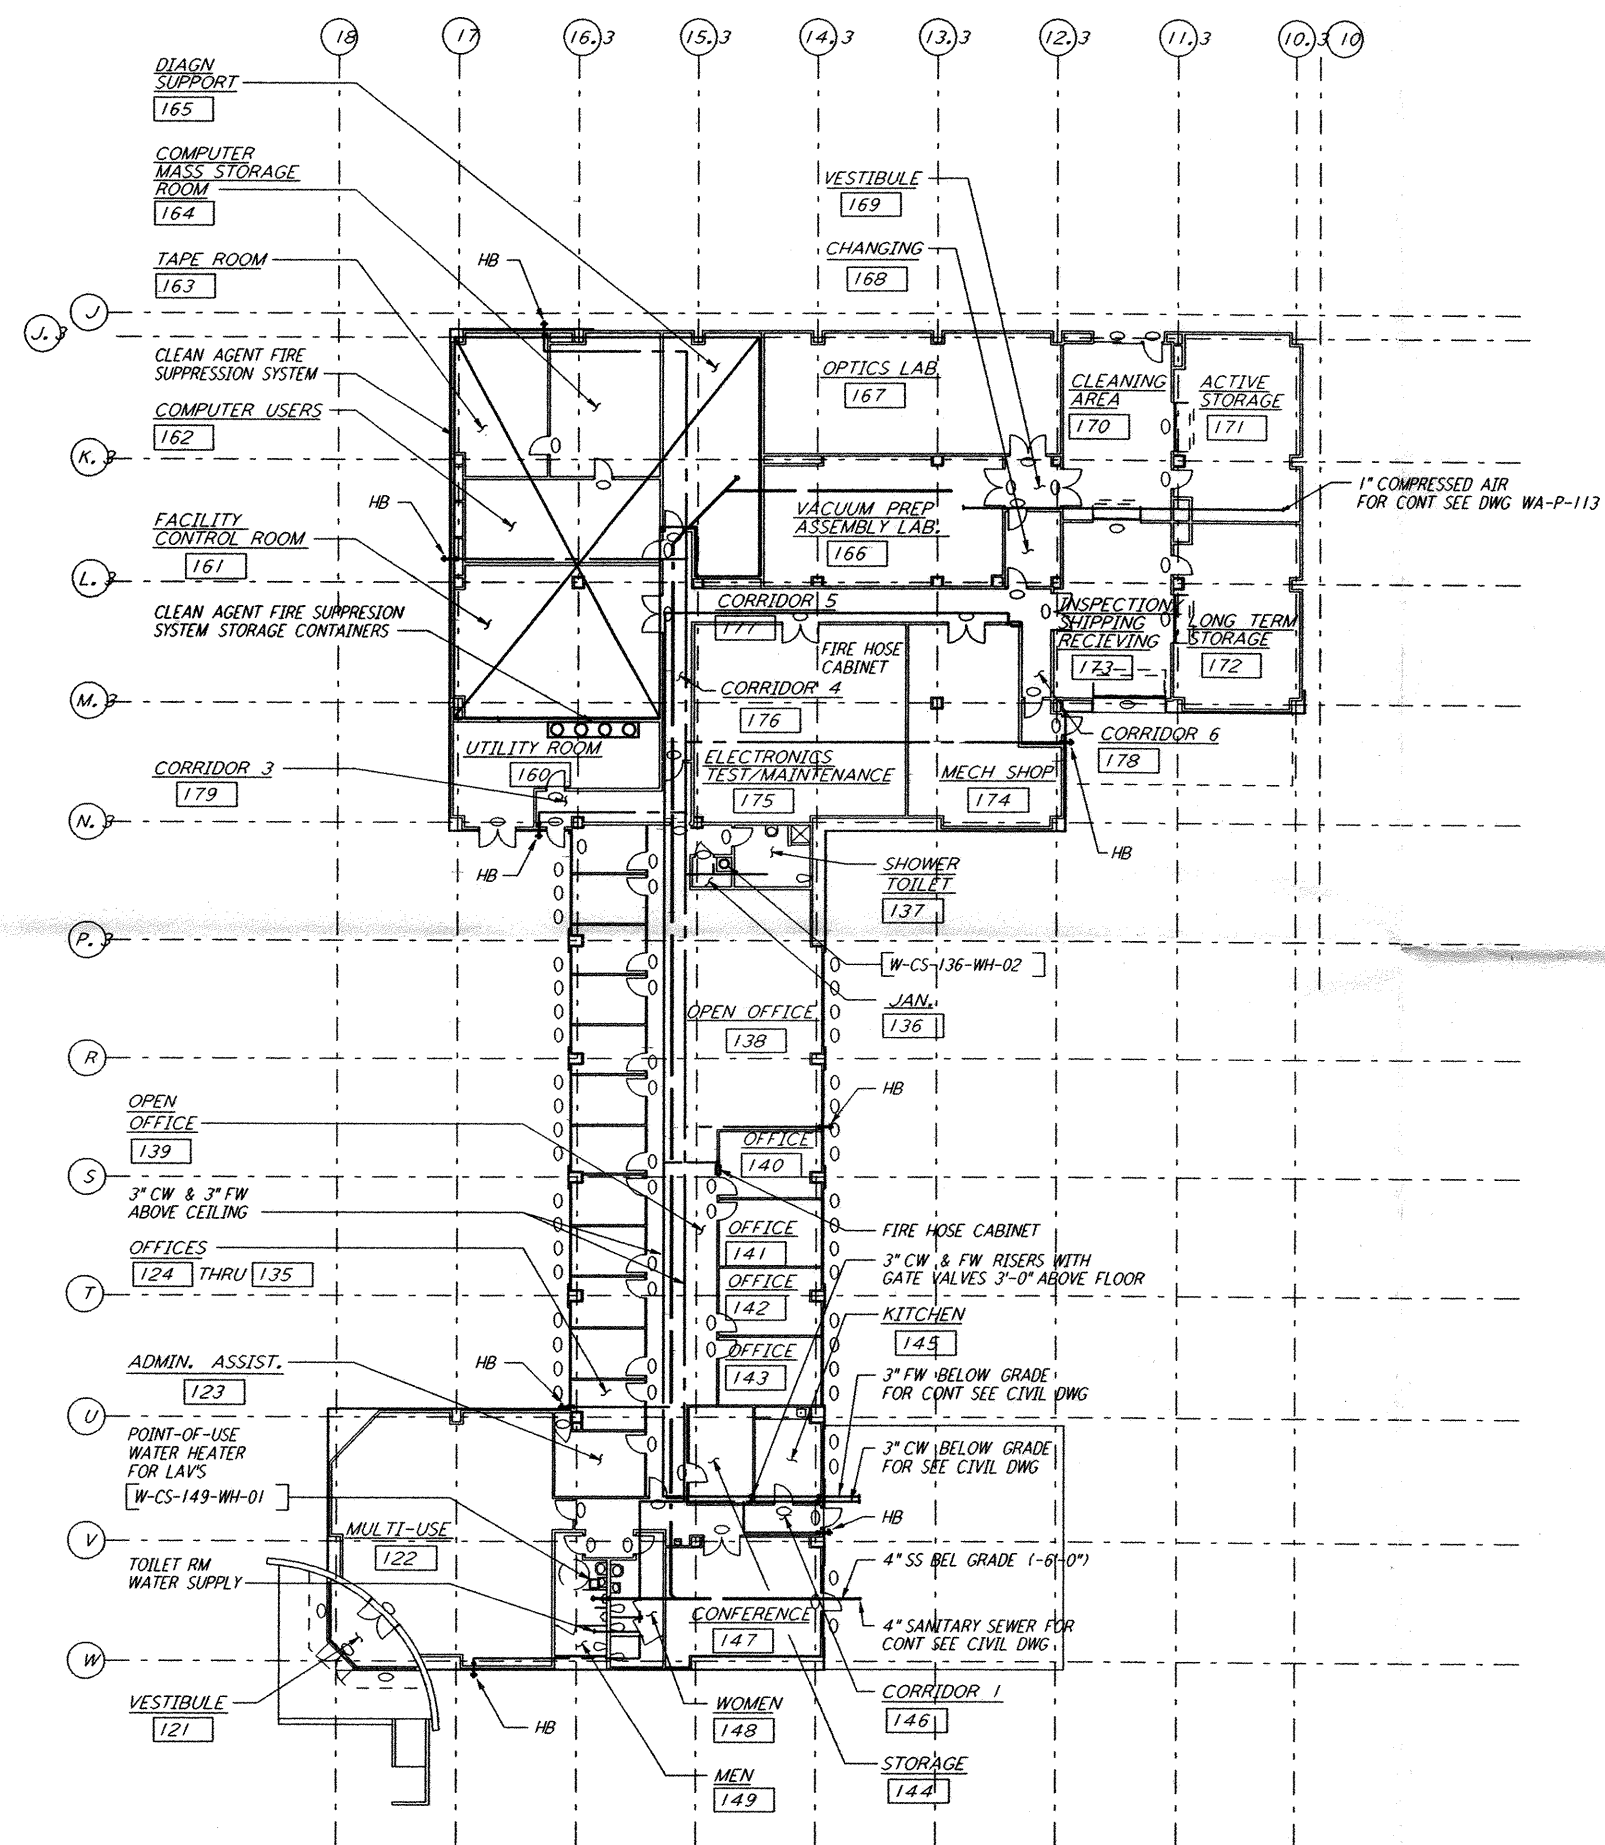 18
17
16.3
15.3
14.3
13.3
12.3
11.3
10.3
10
DIAGN
SUPPORT
165
COMPUTER
MASS STORAGE
ROOM
164
VESTIBULE
169
TAPE ROOM
163
HB
CHANGING
168
J
J.3
CLEAN AGENT FIRE
SUPPRESSION SYSTEM
OPTICS LAB
167
CLEANING
AREA
170
ACTIVE
STORAGE
171
COMPUTER USERS
162
K.3
HB
1" COMPRESSED AIR
FOR CONT SEE DWG WA-P-113
FACILITY
CONTROL ROOM
161
VACUUM PREP
ASSEMBLY LAB.
166
L.3
CLEAN AGENT FIRE SUPPRESION
SYSTEM STORAGE CONTAINERS
CORRIDOR 5
177
INSPECTION
SHIPPING
RECIEVING
173
LONG TERM
STORAGE
172
FIRE HOSE
CABINET
M.3
CORRIDOR 4
176
UTILITY ROOM
160
CORRIDOR 6
178
CORRIDOR 3
179
ELECTRONICS
TEST/MAINTENANCE
175
MECH SHOP
174
N.3
HB
HB
SHOWER
TOILET
137
P.3
W-CS-136-WH-02
JAN.
136
OPEN OFFICE
138
R
HB
OPEN
OFFICE
139
OFFICE
140
S
3" CW & 3" FW
ABOVE CEILING
FIRE HOSE CABINET
OFFICE
141
OFFICES
124 THRU 135
3" CW & FW RISERS WITH
GATE VALVES 3'-0" ABOVE FLOOR
T
OFFICE
142
KITCHEN
145
ADMIN. ASSIST.
123
HB
OFFICE
143
3" FW BELOW GRADE
FOR CONT SEE CIVIL DWG
U
POINT-OF-USE
WATER HEATER
FOR LAV'S
W-CS-149-WH-01
3" CW BELOW GRADE
FOR SEE CIVIL DWG
HB
V
MULTI-USE
122
TOILET RM
WATER SUPPLY
4" SS BEL GRADE (-6'-0")
CONFERENCE
147
4" SANITARY SEWER FOR
CONT SEE CIVIL DWG
W
VESTIBULE
121
HB
WOMEN
148
CORRIDOR 1
146
MEN
149
STORAGE
144